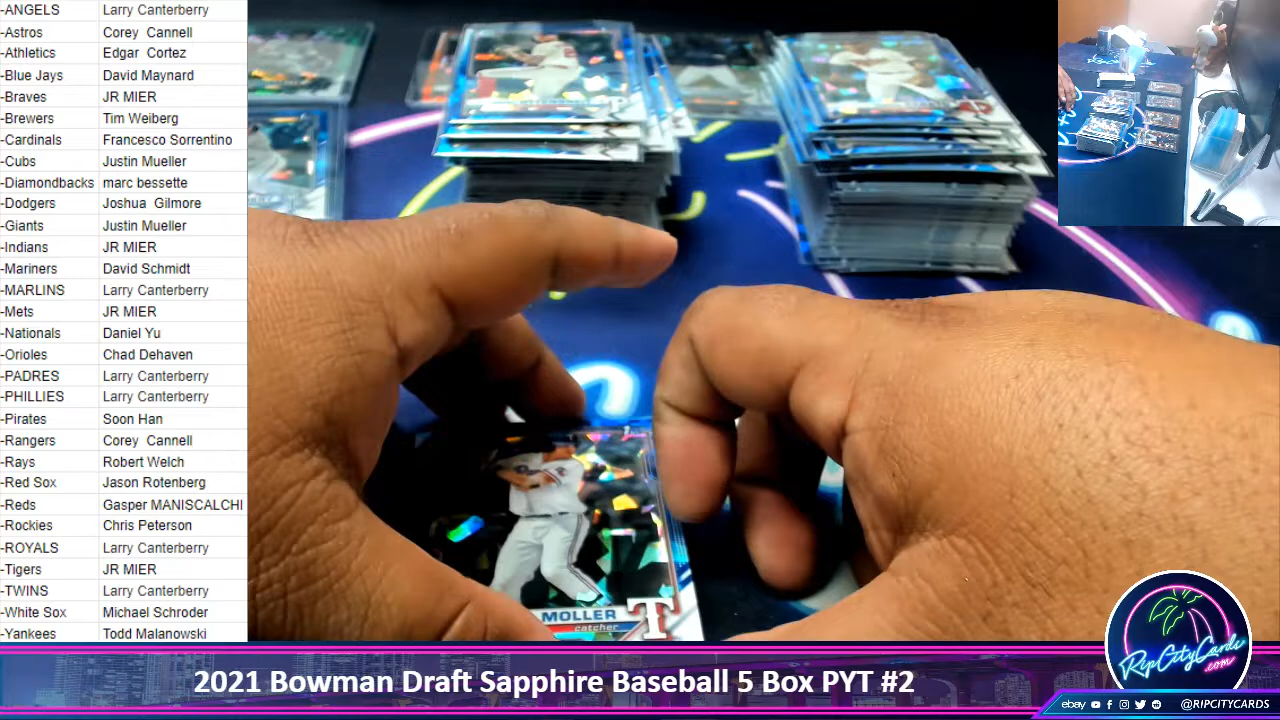 -ANGELS Larry Canterberry
-Astros Corey Cannell
-Athletics Edgar Cortez
-Blue Jays David Maynard
-Braves JR MIER
-Brewers Tim Weiberg
-Cardinals Francesco Sorrentino
-Cubs Justin Mueller
-Diamondbacks marc bessette
-Dodgers Joshua Gilmore
-Giants Justin Mueller
-Indians JR MIER
-Mariners David Schmidt
-MARLINS Larry Canterberry
-Mets JR MIER
-Nationals Daniel Yu
-Orioles Chad Dehaven
-PADRES Larry Canterberry
-PHILLIES Larry Canterberry
-Pirates Soon Han
-Rangers Corey Cannell
-Rays Robert Welch
-Red Sox Jason Rotenberg
-Reds Gasper MANISCALCHI
-Rockies Chris Peterson
-ROYALS Larry Canterberry
-Tigers JR MIER
-TWINS Larry Canterberry
-White Sox Michael Schroder
-Yankees Todd Malanowski
MOLLER
catcher
T
RipCityCards
.com
2021 Bowman Draft Sapphire Baseball 5 Box PYT #2
ebay @RIPCITYCARDS